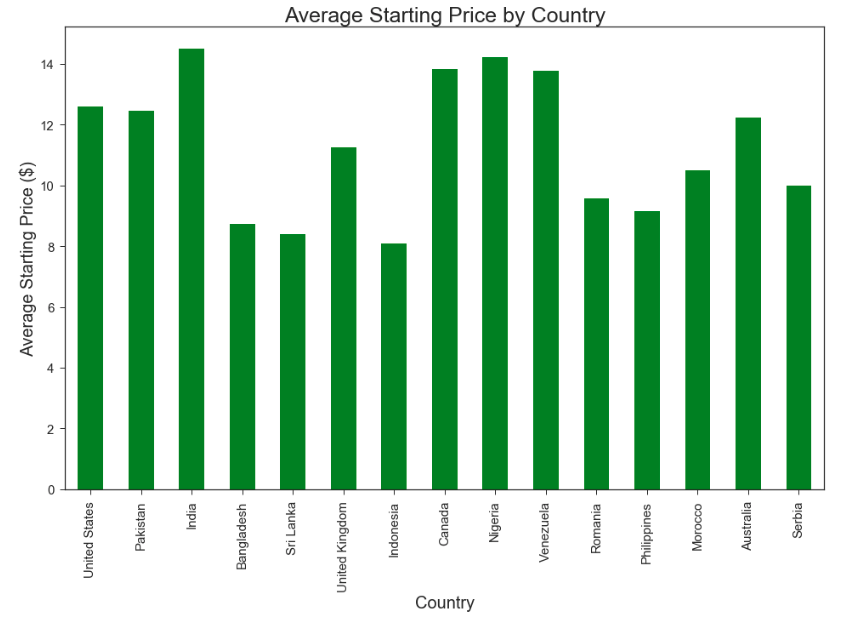 Average Starting Price by Country
Average Starting Price ($)
14
12
10
8
6
4
2
0
United States
Pakistan
India
Bangladesh
Sri Lanka
United Kingdom
Indonesia
Canada
Nigeria
Venezuela
Romania
Philippines
Morocco
Australia
Serbia
Country